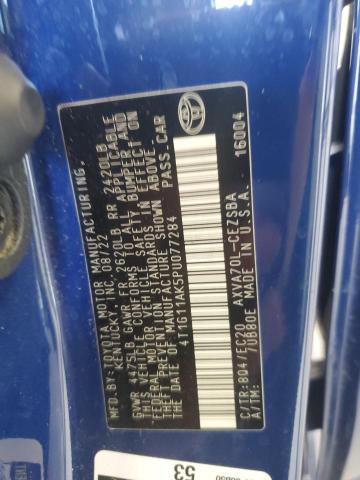 MFD. BY: TOYOTA MOTOR MANUFACTURING,
KENTUCKY, INC. 08/22
GVWR 4475LB GAWR FR 2620LB RR 2420LB
THIS VEHICLE CONFORMS TO ALL APPLICABLE
FEDERAL MOTOR VEHICLE SAFETY BUMPER AND
THEFT PREVENTION STANDARDS IN EFFECT ON
THE DATE OF MANUFACTURE SHOWN ABOVE.
4T1G11AK5PU077284 PASS.CAR
C/TR:8Q4/EC20 AXVA70L-CEZSBA
A/TM: /UB80E MADE IN U.S.A. 16004
53